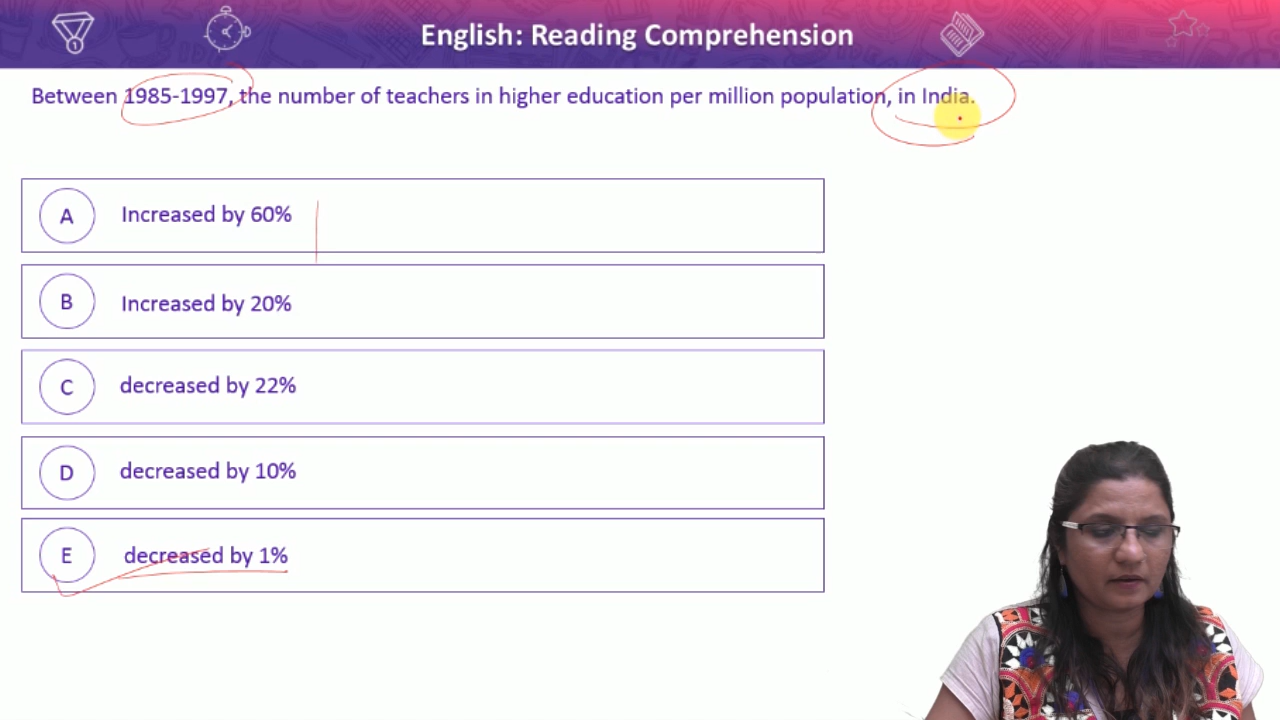 English: Reading Comprehension
Between 1985-1997, the number of teachers in higher education per million population, in India.
A Increased by 60%
B Increased by 20%
C decreased by 22%
D decreased by 10%
E decreased by 1%